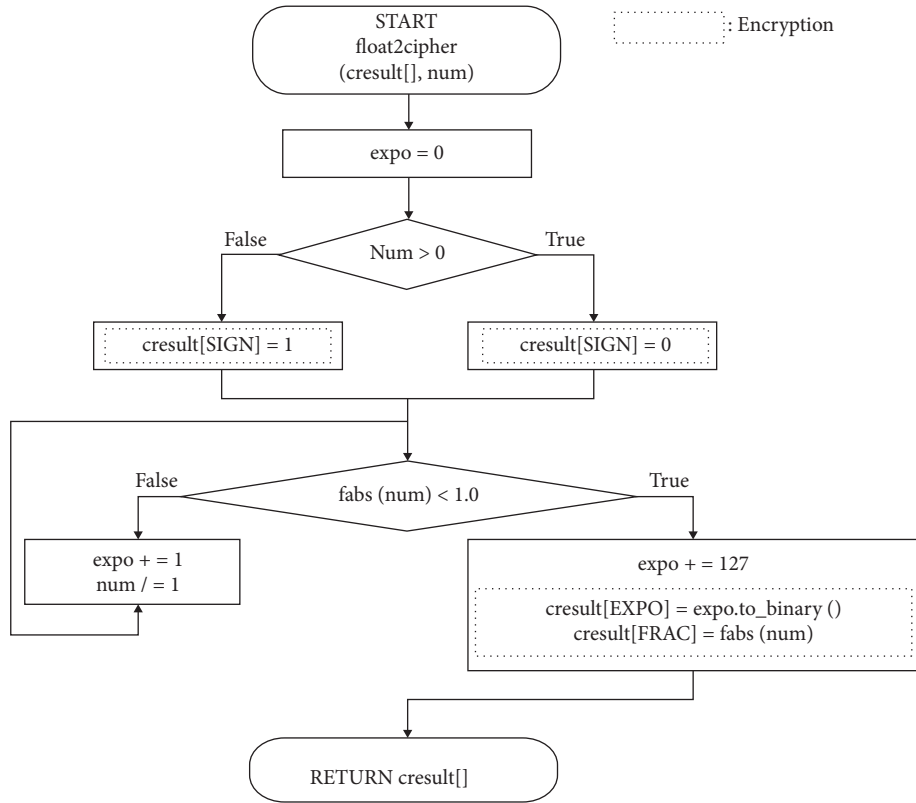 START
float2cipher
(cresult[], num)
: Encryption
expo = 0
False
True
Num > 0
cresult[SIGN] = 1
cresult[SIGN] = 0
False
True
fabs (num) < 1.0
expo + = 1
num / = 1
expo + = 127
cresult[EXPO] = expo.to_binary ()
cresult[FRAC] = fabs (num)
RETURN cresult[]